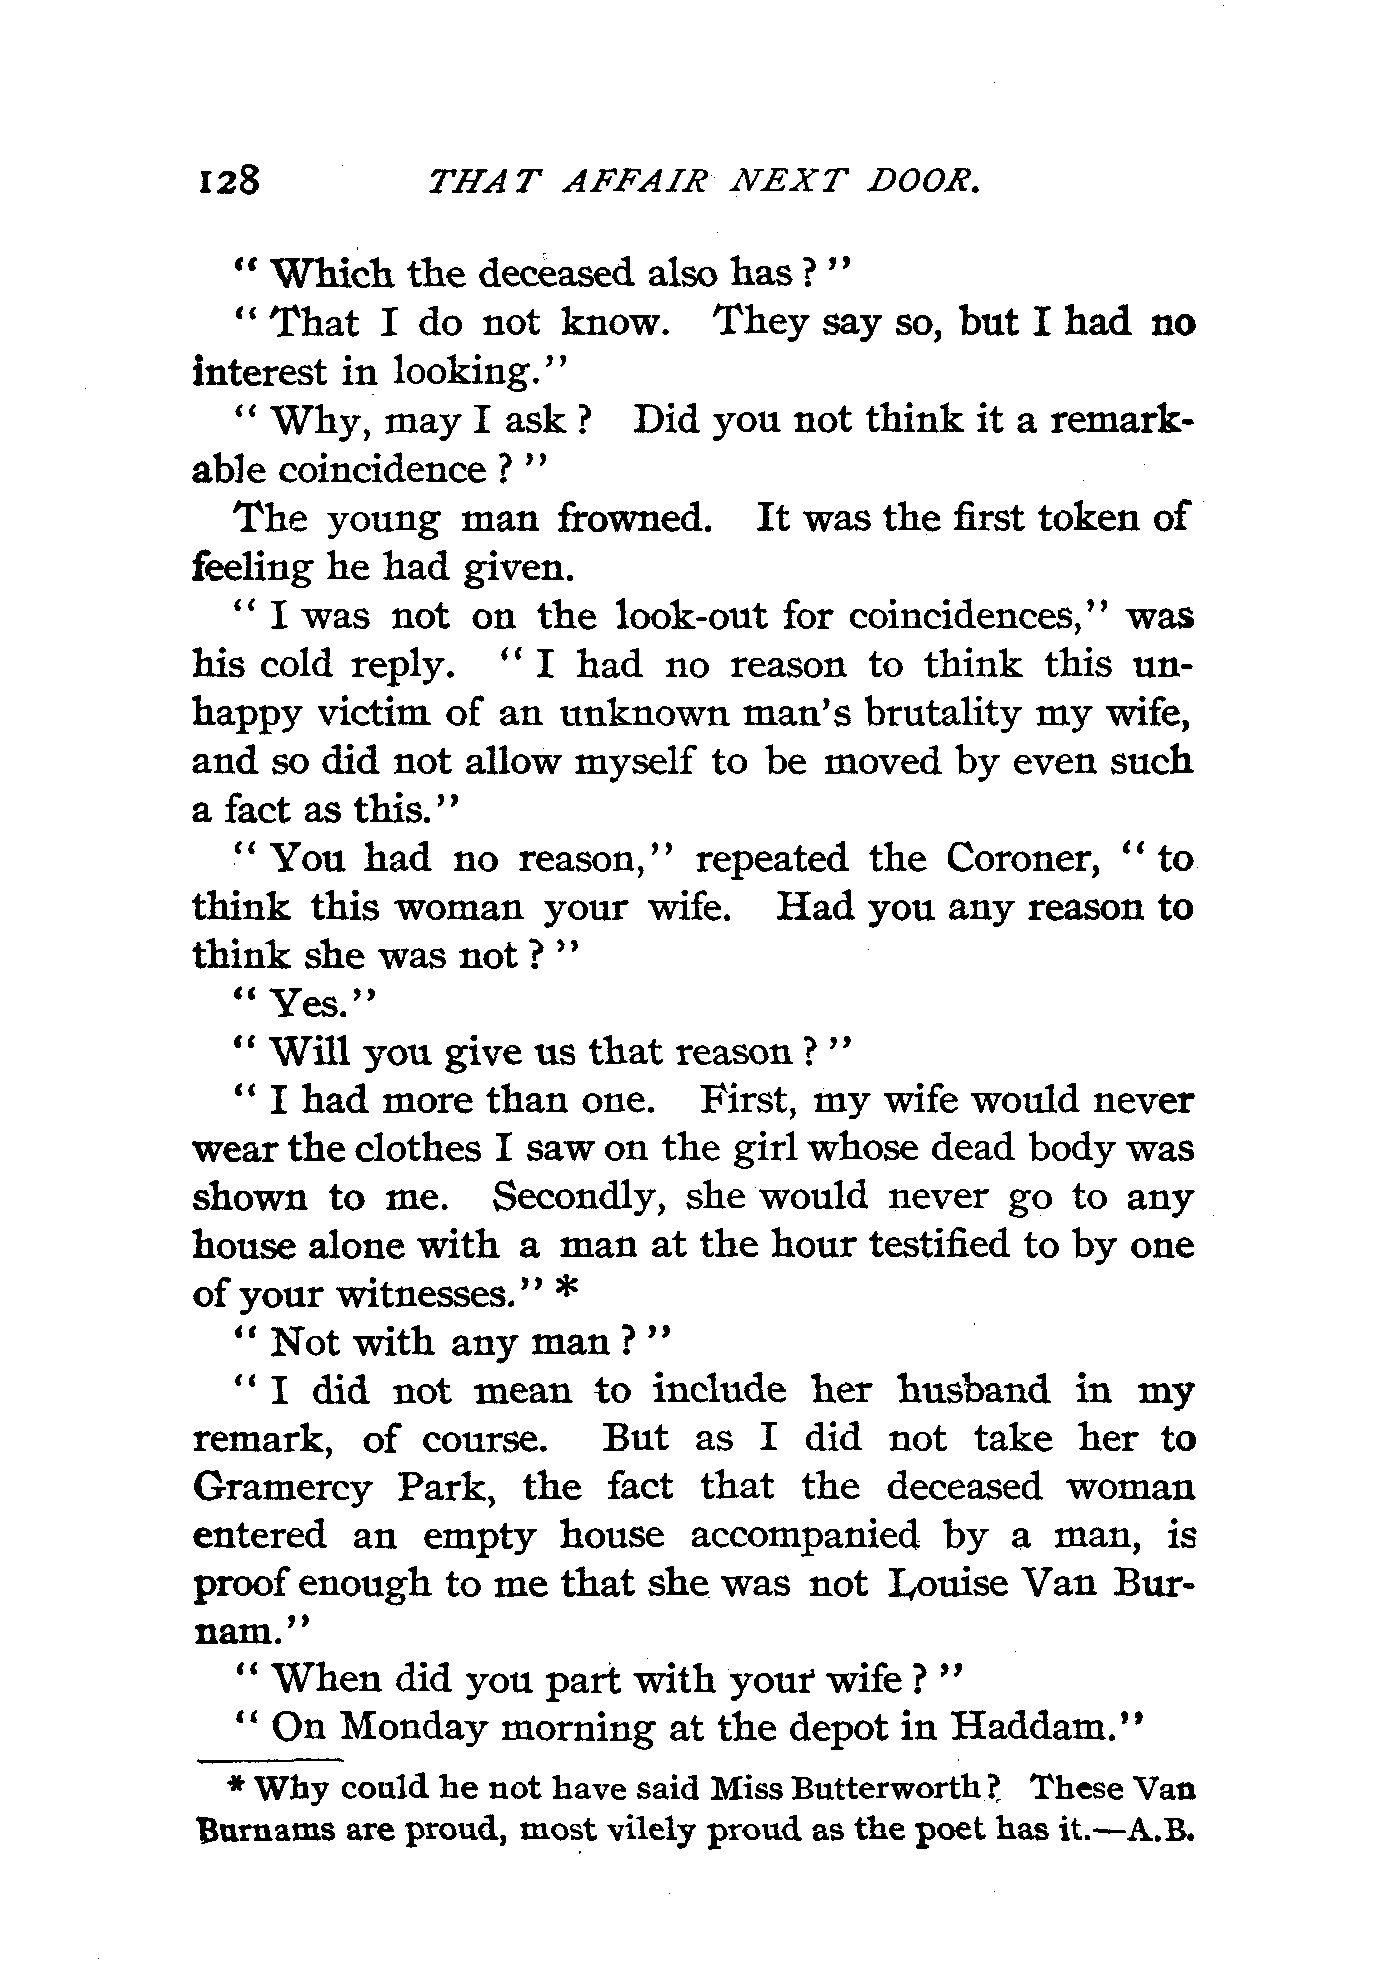 128 THAT AFFAIR NEXT DOOR.
" Which the deceased also has ? "
" That I do not know. They say so, but I had no
interest in looking."
" Why, may I ask ? Did you not think it a remark-
able coincidence ? "
The young man frowned. It was the first token of
feeling he had given.
" I was not on the look-out for coincidences," was
his cold reply. " I had no reason to think this un-
happy victim of an unknown man's brutality my wife,
and so did not allow myself to be moved by even such
a fact as this."
" You had no reason," repeated the Coroner, " to
think this woman your wife. Had you any reason to
think she was not ? "
" Yes."
" Will you give us that reason ? "
" I had more than one. First, my wife would never
wear the clothes I saw on the girl whose dead body was
shown to me. Secondly, she would never go to any
house alone with a man at the hour testified to by one
of your witnesses." *
" Not with any man ? "
" I did not mean to include her husband in my
remark, of course. But as I did not take her to
Gramercy Park, the fact that the deceased woman
entered an empty house accompanied by a man, is
proof enough to me that she was not Louise Van Bur-
nam."
" When did you part with your wife ? "
" On Monday morning at the depot in Haddam."
* Why could he not have said Miss Butterworth ? These Van
Burnams are proud, most vilely proud as the poet has it.—A.B.